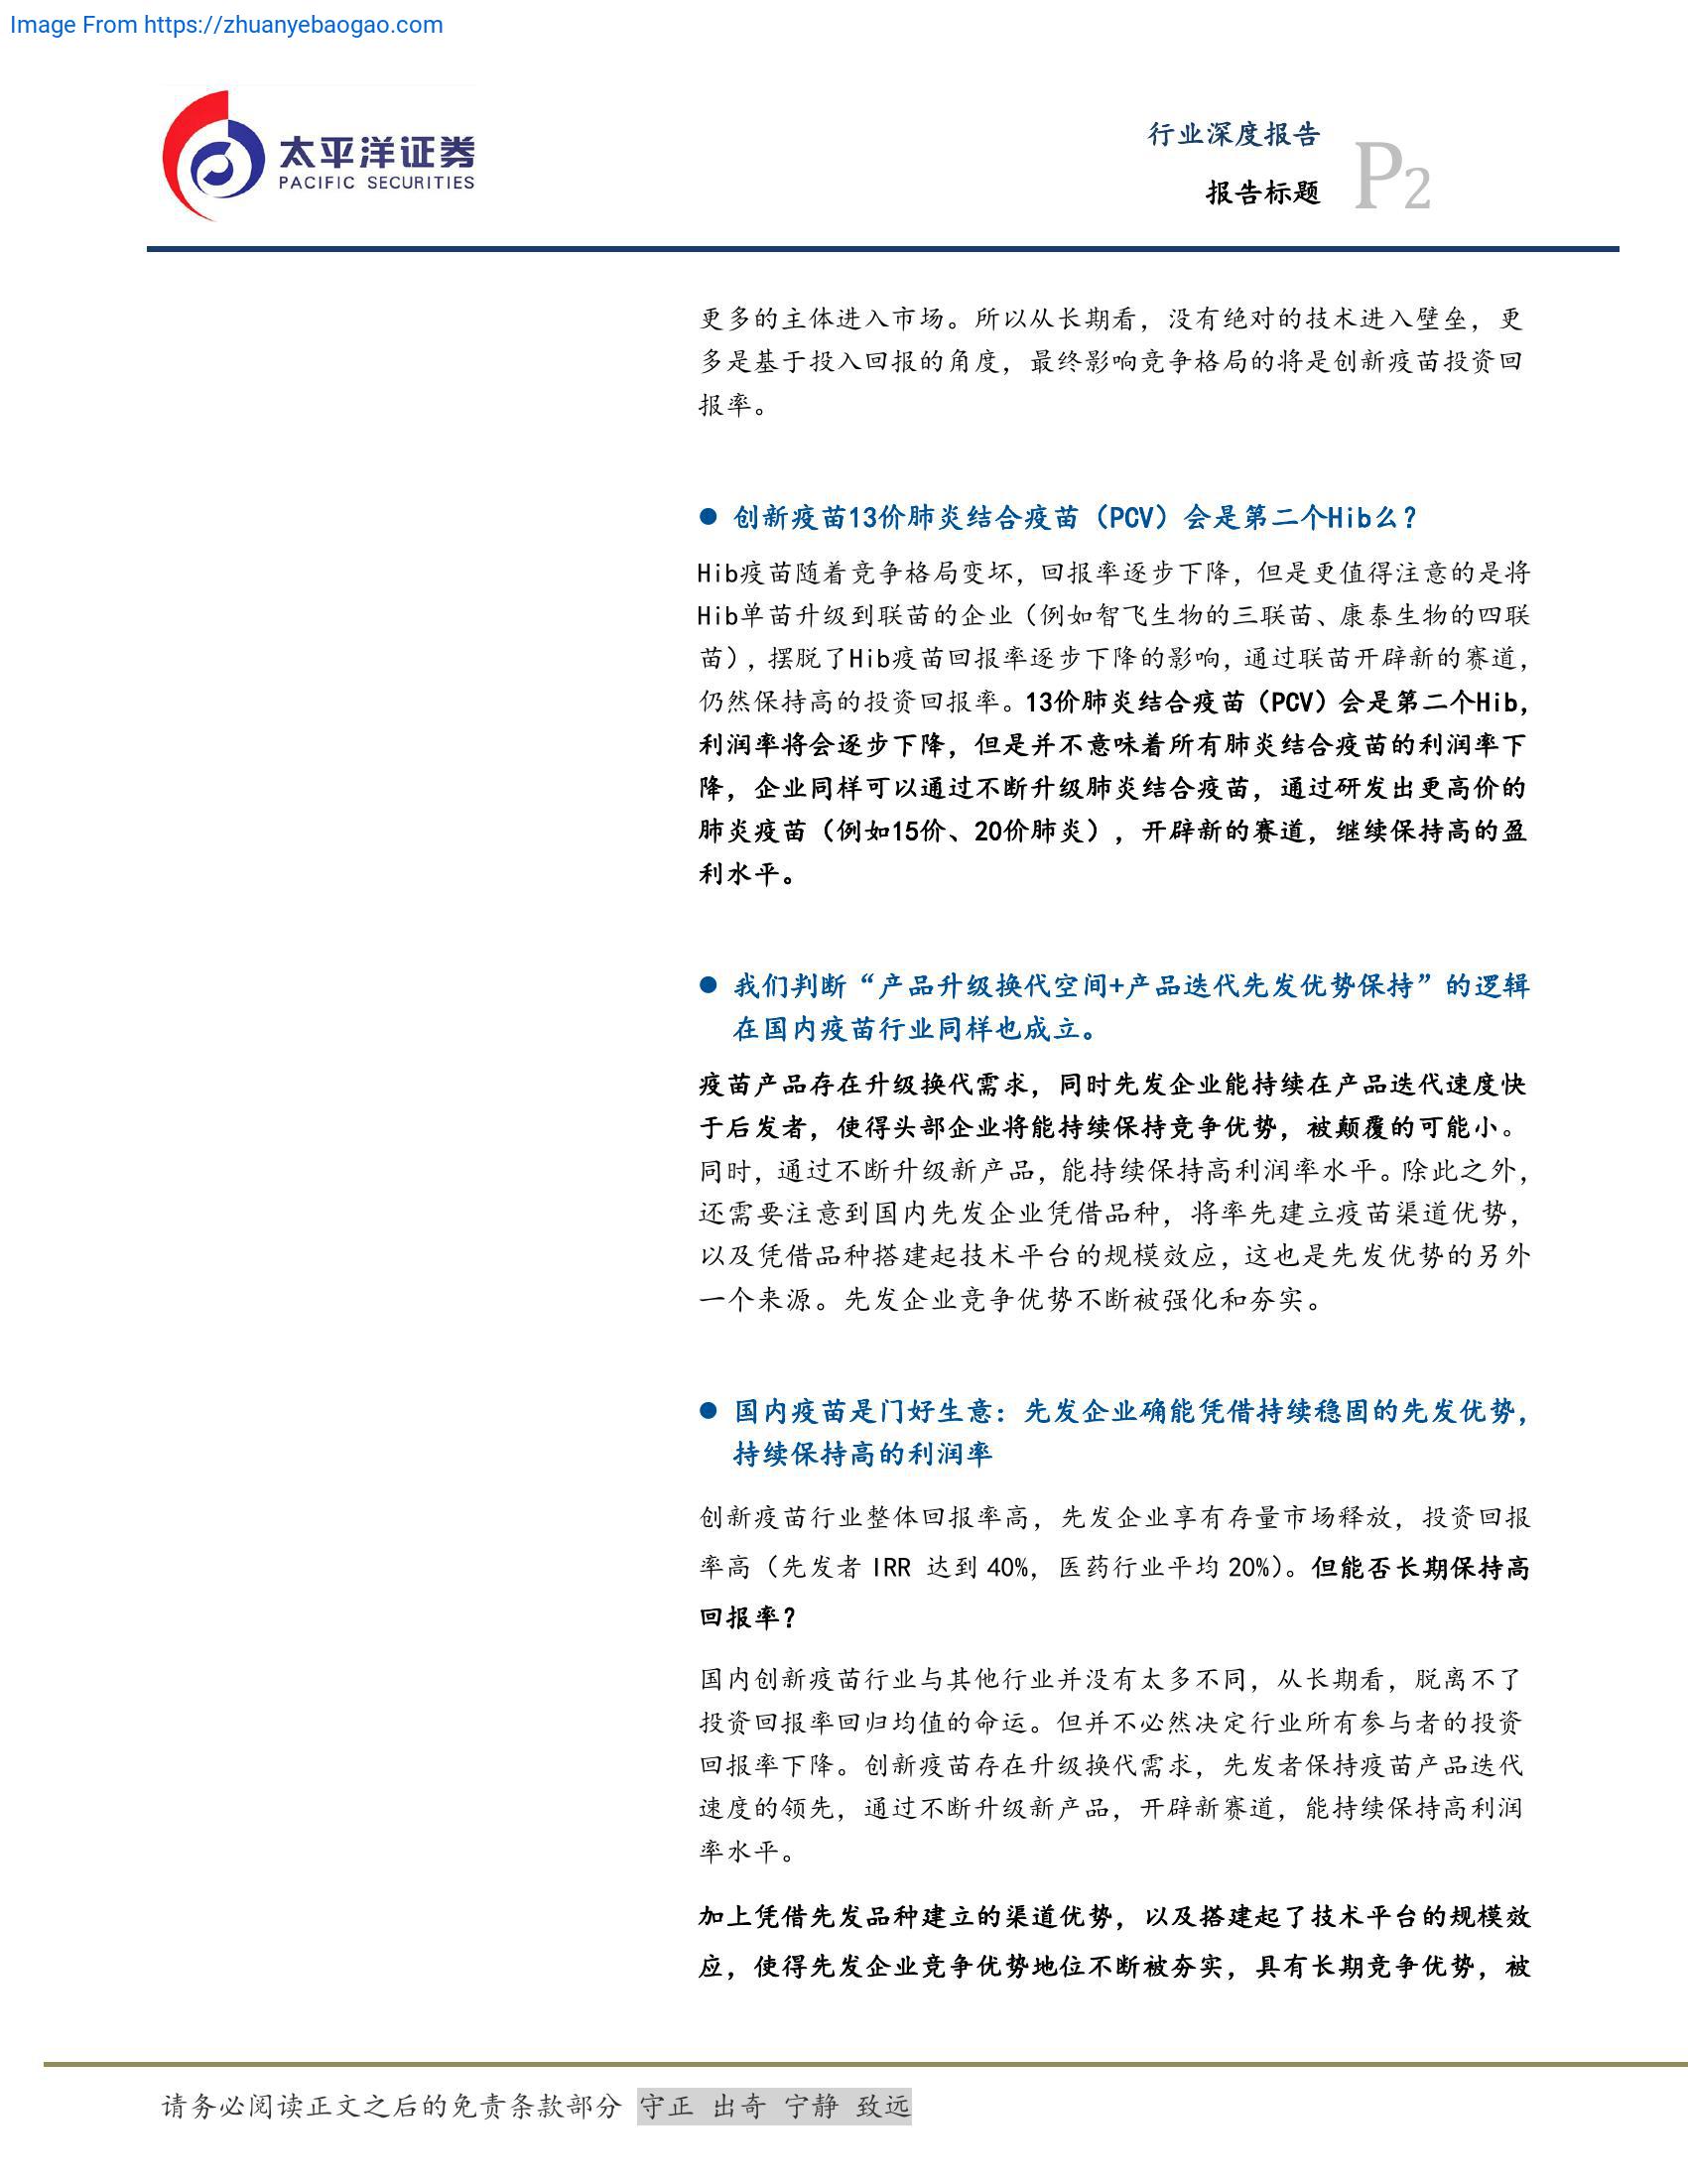 Image From https://zhuanyebaogao.com
太平洋证券
PACIFIC SECURITIES
行业深度报告
报告标题
P2
更多的主体进入市场。所以从长期看，没有绝对的技术进入壁垒，更
多是基于投入回报的角度，最终影响竞争格局的将是创新疫苗投资回
报率。
● 创新疫苗13价肺炎结合疫苗（PCV）会是第二个Hib么？
Hib疫苗随着竞争格局变坏，回报率逐步下降，但是更值得注意的是将
Hib单苗升级到联苗的企业（例如智飞生物的三联苗、康泰生物的四联
苗），摆脱了Hib疫苗回报率逐步下降的影响，通过联苗开辟新的赛道，
仍然保持高的投资回报率。13价肺炎结合疫苗（PCV）会是第二个Hib，
利润率将会逐步下降，但是并不意味着所有肺炎结合疫苗的利润率下
降，企业同样可以通过不断升级肺炎结合疫苗，通过研发出更高价的
肺炎疫苗（例如15价、20价肺炎），开辟新的赛道，继续保持高的盈
利水平。
● 我们判断“产品升级换代空间+产品迭代先发优势保持”的逻辑
在国内疫苗行业同样也成立。
疫苗产品存在升级换代需求，同时先发企业能持续在产品迭代速度快
于后发者，使得头部企业将能持续保持竞争优势，被颠覆的可能小。
同时，通过不断升级新产品，能持续保持高利润率水平。除此之外，
还需要注意到国内先发企业凭借品种，将率先建立疫苗渠道优势，
以及凭借品种搭建起技术平台的规模效应，这也是先发优势的另外
一个来源。先发企业竞争优势不断被强化和夯实。
● 国内疫苗是门好生意：先发企业确能凭借持续稳固的先发优势，
持续保持高的利润率
创新疫苗行业整体回报率高，先发企业享有存量市场释放，投资回报
率高（先发者 IRR 达到 40%，医药行业平均 20%）。但能否长期保持高
回报率？
国内创新疫苗行业与其他行业并没有太多不同，从长期看，脱离不了
投资回报率回归均值的命运。但并不必然决定行业所有参与者的投资
回报率下降。创新疫苗存在升级换代需求，先发者保持疫苗产品迭代
速度的领先，通过不断升级新产品，开辟新赛道，能持续保持高利润
率水平。
加上凭借先发品种建立的渠道优势，以及搭建起了技术平台的规模效
应，使得先发企业竞争优势地位不断被夯实，具有长期竞争优势，被
请务必阅读正文之后的免责条款部分 守正 出奇 宁静 致远